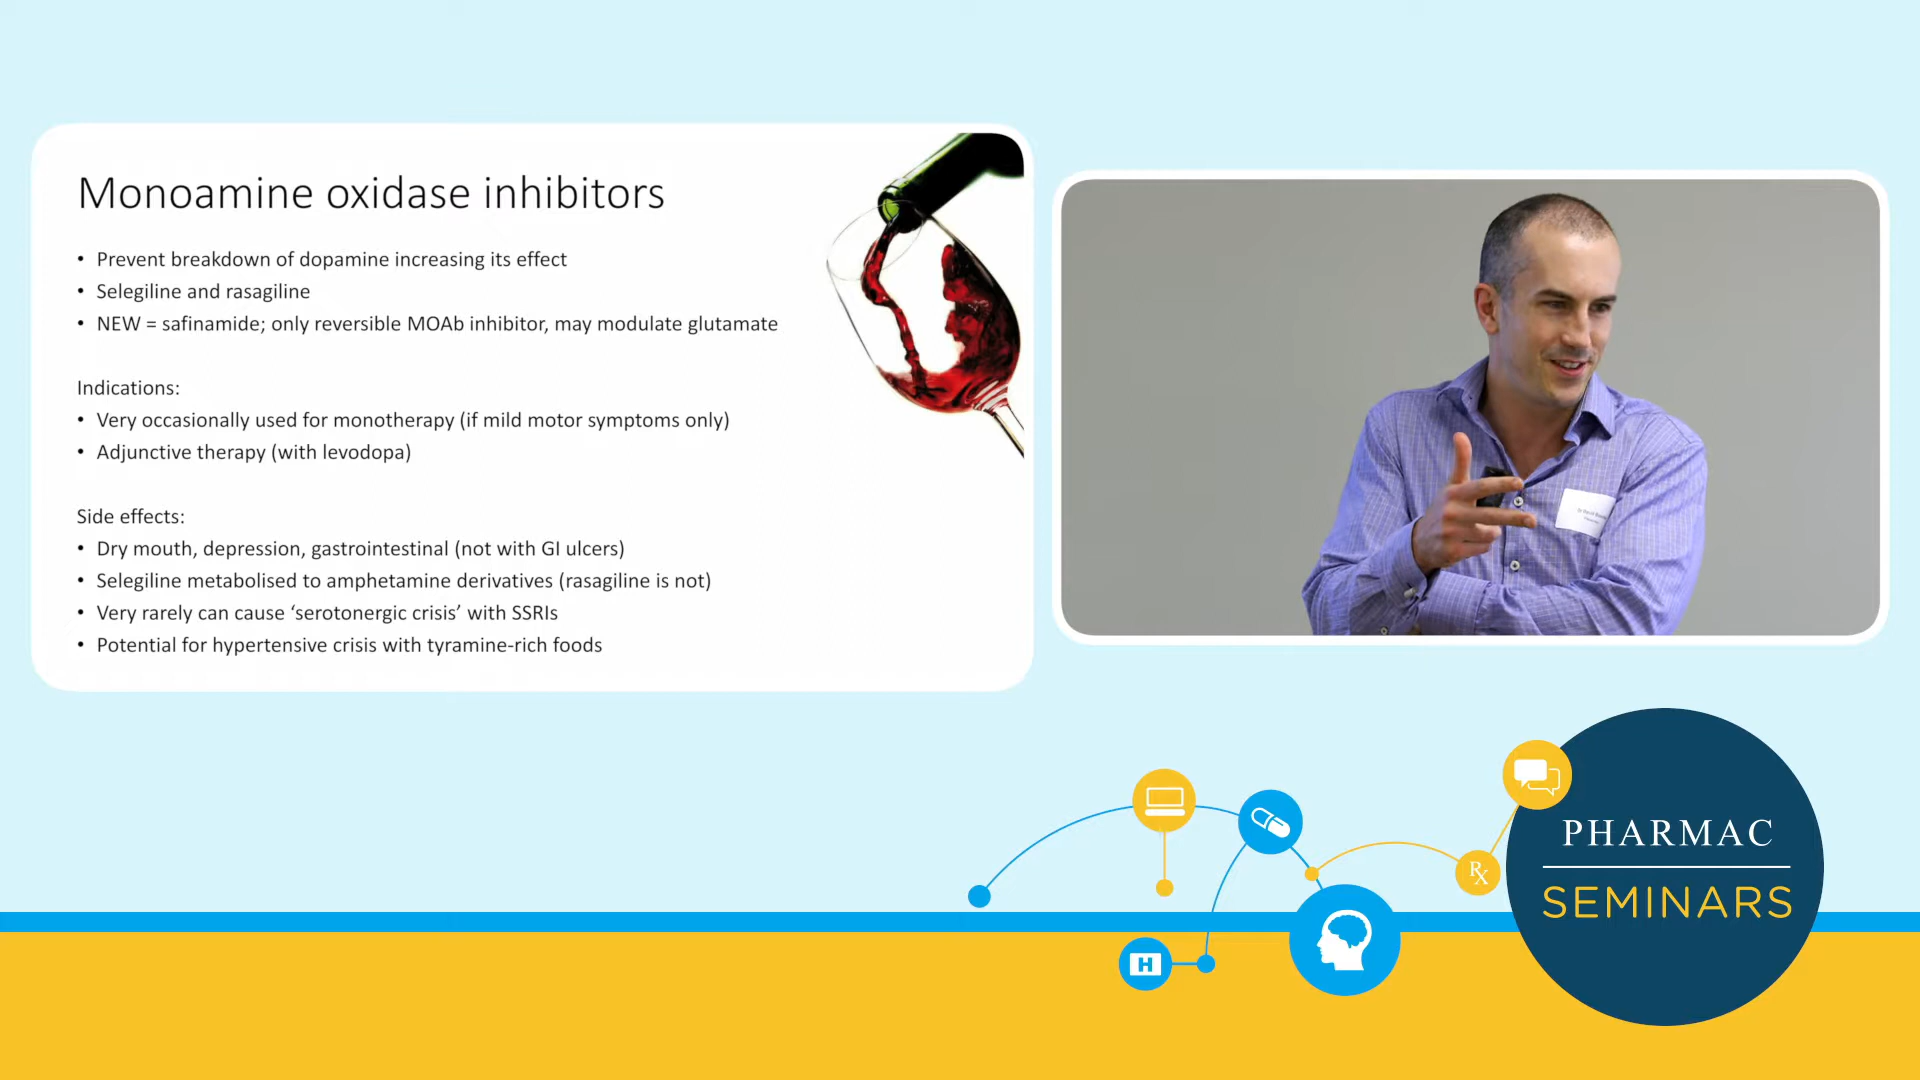 Monoamine oxidase inhibitors
• Prevent breakdown of dopamine increasing its effect
• Selegiline and rasagiline
• NEW = safinamide; only reversible MOAb inhibitor, may modulate glutamate
Indications:
• Very occasionally used for monotherapy (if mild motor symptoms only)
• Adjunctive therapy (with levodopa)
Side effects:
• Dry mouth, depression, gastrointestinal (not with GI ulcers)
• Selegiline metabolised to amphetamine derivatives (rasagiline is not)
• Very rarely can cause ‘serotonergic crisis’ with SSRIs
• Potential for hypertensive crisis with tyramine-rich foods
Dr David
PHARMAC
SEMINARS
Rx
H